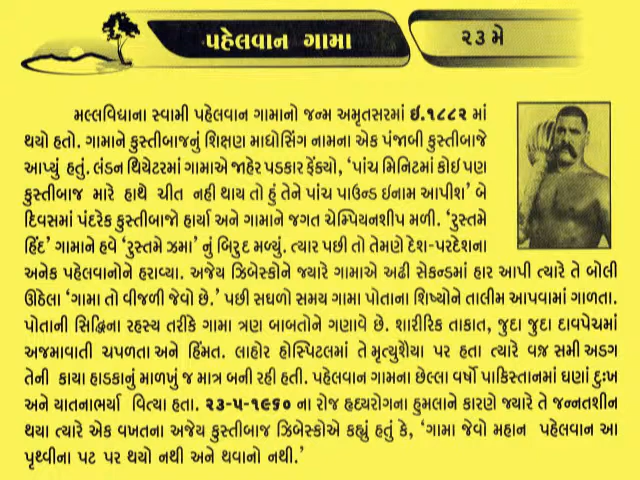 પહેલવાન ગામા
૨૩ મે
મલ્લવિદ્યાના સ્વામી પહેલવાન ગામાનો જન્મ અમૃતસરમાં ઇ.૧૮૮૨ માં
થયો હતો. ગામાને કુસ્તીબાજનું શિક્ષણ માધોસિંગ નામના એક પંજાબી કુસ્તીબાજે
આપ્યું હતું. લંડન થિયેટરમાં ગામાએ જાહેર પડકાર ફેંક્યો, ‘પાંચ મિનિટમાં કોઇ પણ
કુસ્તીબાજ મારે હાથે ચીત નહી થાય તો હું તેને પાંચ પાઉન્ડ ઇનામ આપીશ’ બે
દિવસમાં પંદરેક કુસ્તીબાજો હાર્યા અને ગામાને જગત ચેમ્પિયનશીપ મળી. ‘રુસ્તમે
હિંદ’ ગામાને હવે ‘રુસ્તમે ઝમા’ નું બિરુદ મળ્યું. ત્યાર પછી તો તેમણે દેશ-પરદેશના
અનેક પહેલવાનોને હરાવ્યા. અજેય ઝિબેસ્કોને જ્યારે ગામાએ અઢી સેકન્ડમાં હાર આપી ત્યારે તે બોલી
ઊઠેલા ‘ગામા તો વીજળી જેવો છે.’ પછી સઘળો સમય ગામા પોતાના શિષ્યોને તાલીમ આપવામાં ગાળતા.
પોતાની સિદ્ધિના રહસ્ય તરીકે ગામા ત્રણ બાબતોને ગણાવે છે. શારીરિક તાકાત, જુદા જુદા દાવપેચમાં
અજમાવાતી ચપળતા અને હિંમત. લાહોર હોસ્પિટલમાં તે મૃત્યુશૈયા પર હતા ત્યારે વજ્ર સમી અડગ
તેની કાયા હાડકાનું માળખું જ માત્ર બની રહી હતી. પહેલવાન ગામના છેલ્લા વર્ષો પાકિસ્તાનમાં ઘણાં દુઃખ
અને યાતનાભર્યા વિત્યા હતા. ૨૩-૫-૧૯૬૦ ના રોજ હૃદયરોગના હુમલાને કારણે જ્યારે તે જન્નતશીન
થયા ત્યારે એક વખતના અજેય કુસ્તીબાજ ઝિબેસ્કોએ કહ્યું હતું કે, ‘ગામા જેવો મહાન પહેલવાન આ
પૃથ્વીના પટ પર થયો નથી અને થવાનો નથી.’